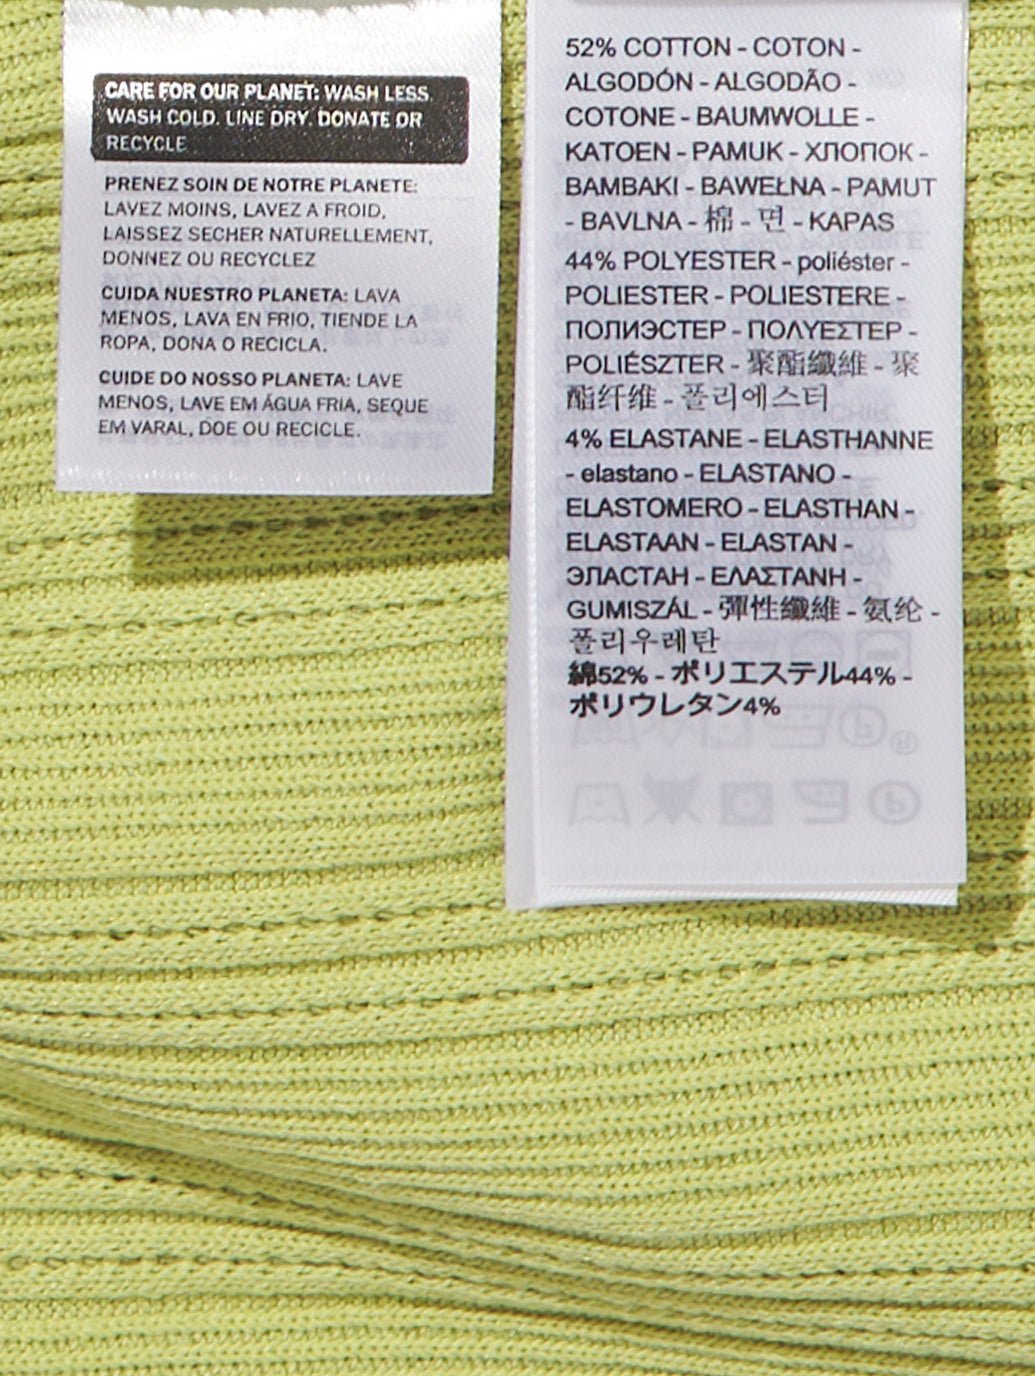 CARE FOR OUR PLANET: WASH LESS.
WASH COLD. LINE DRY. DONATE OR
RECYCLE
PRENEZ SOIN DE NOTRE PLANETE:
LAVEZ MOINS, LAVEZ A FROID,
LAISSEZ SECHER NATURELLEMENT,
DONNEZ OU RECYCLEZ
CUIDA NUESTRO PLANETA: LAVA
MENOS, LAVA EN FRIO, TIENDE LA
ROPA, DONA O RECICLA.
CUIDE DO NOSSO PLANETA: LAVE
MENOS, LAVE EM ÁGUA FRIA, SEQUE
EM VARAL, DOE OU RECICLE.
52% COTTON - COTON -
ALGODÓN - ALGODÃO -
COTONE - BAUMWOLLE -
KATOEN - PAMUK - ХЛОПОК -
BAMBAKI - BAWEŁNA - PAMUT
- BAVLNA - 棉 - 면 - KAPAS
44% POLYESTER - poliéster -
POLIESTER - POLIESTERE -
ПОЛИЭСТЕР - ΠΟΛΥΕΣΤΕΡ -
POLIÉSZTER - 聚酯纖維 - 聚
酯纤维 - 폴리에스터
4% ELASTANE - ELASTHANNE
- elastano - ELASTANO -
ELASTOMERO - ELASTHAN -
ELASTAAN - ELASTAN -
ЭЛАСТАН - ΕΛΑΣΤΑΝΗ -
GUMISZÁL - 彈性纖維 - 氨纶 -
폴리우레탄
綿52% - ポリエステル44% -
ポリウレタン4%